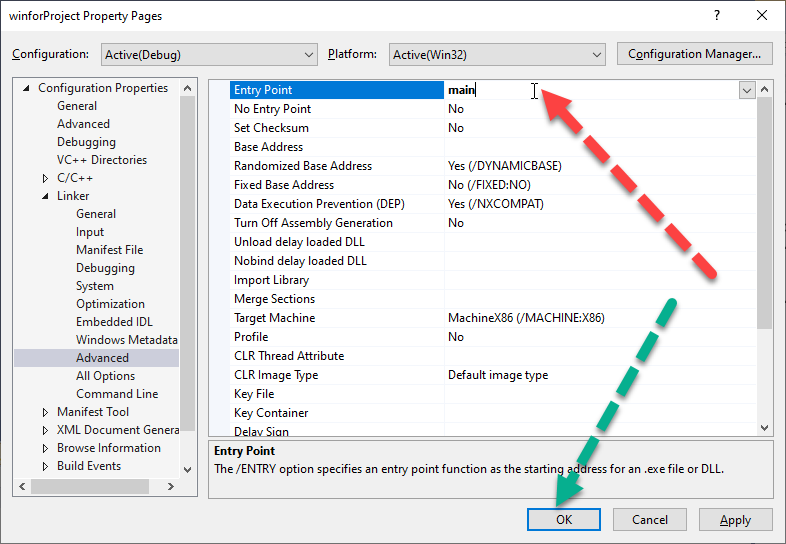 winforProject Property Pages
Configuration: Active(Debug) Platform: Active(Win32) Configuration Manager...
Configuration Properties
General
Advanced
Debugging
VC++ Directories
C/C++
Linker
General
Input
Manifest File
Debugging
System
Optimization
Embedded IDL
Windows Metadata
Advanced
All Options
Command Line
Manifest Tool
XML Document Genera
Browse Information
Build Events
Entry Point main
No Entry Point No
Set Checksum No
Base Address
Randomized Base Address Yes (/DYNAMICBASE)
Fixed Base Address No (/FIXED:NO)
Data Execution Prevention (DEP) Yes (/NXCOMPAT)
Turn Off Assembly Generation No
Unload delay loaded DLL
Nobind delay loaded DLL
Import Library
Merge Sections
Target Machine MachineX86 (/MACHINE:X86)
Profile No
CLR Thread Attribute
CLR Image Type Default image type
Key File
Key Container
Delay Sign
Entry Point
The /ENTRY option specifies an entry point function as the starting address for an .exe file or DLL.
OK Cancel Apply